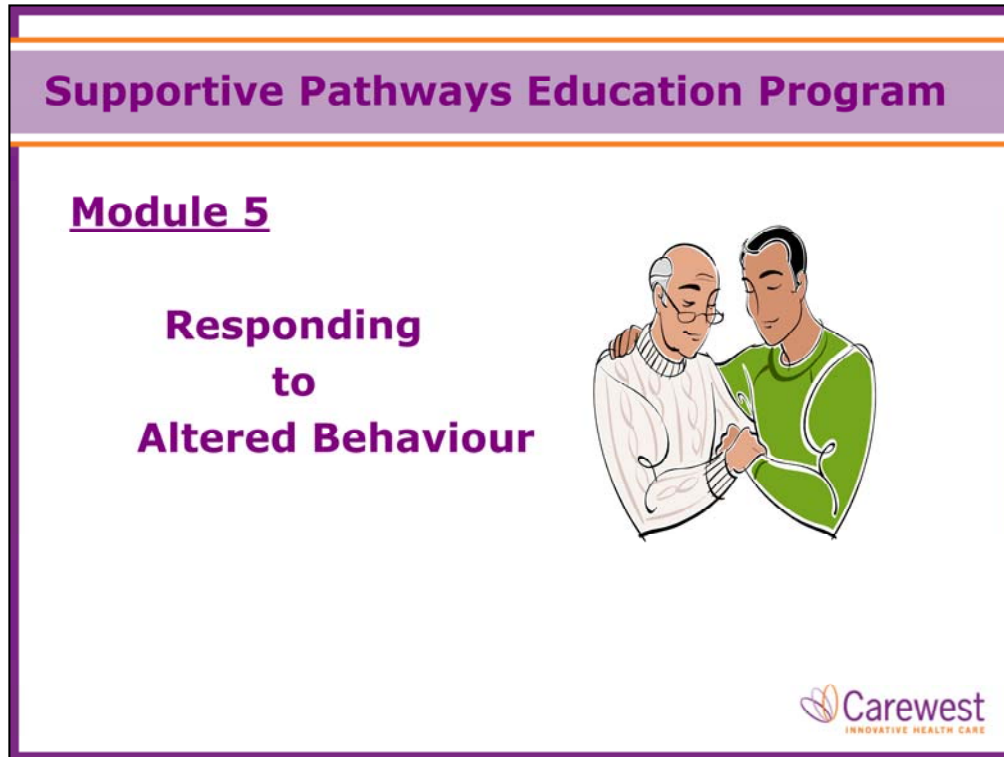 Supportive Pathways Education Program
Module 5
Responding
to
Altered Behaviour
Carewest
INNOVATIVE HEALTH CARE